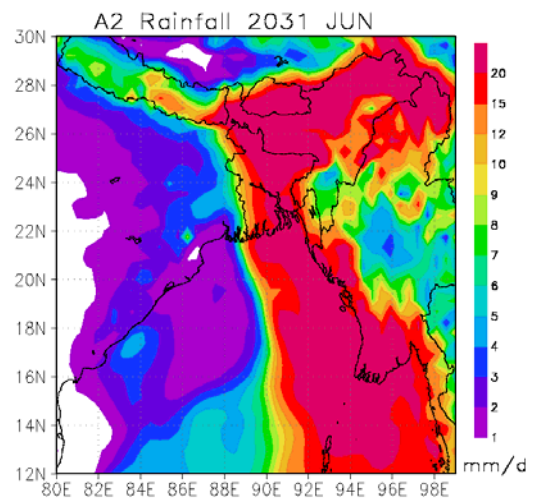 A2 Rainfall 2031 JUN
30N
28N
26N
24N
22N
20N
18N
16N
14N
12N
80E 82E 84E 86E 88E 90E 92E 94E 96E 98E
20
15
12
10
9
8
7
6
5
4
3
2
1
mm/d